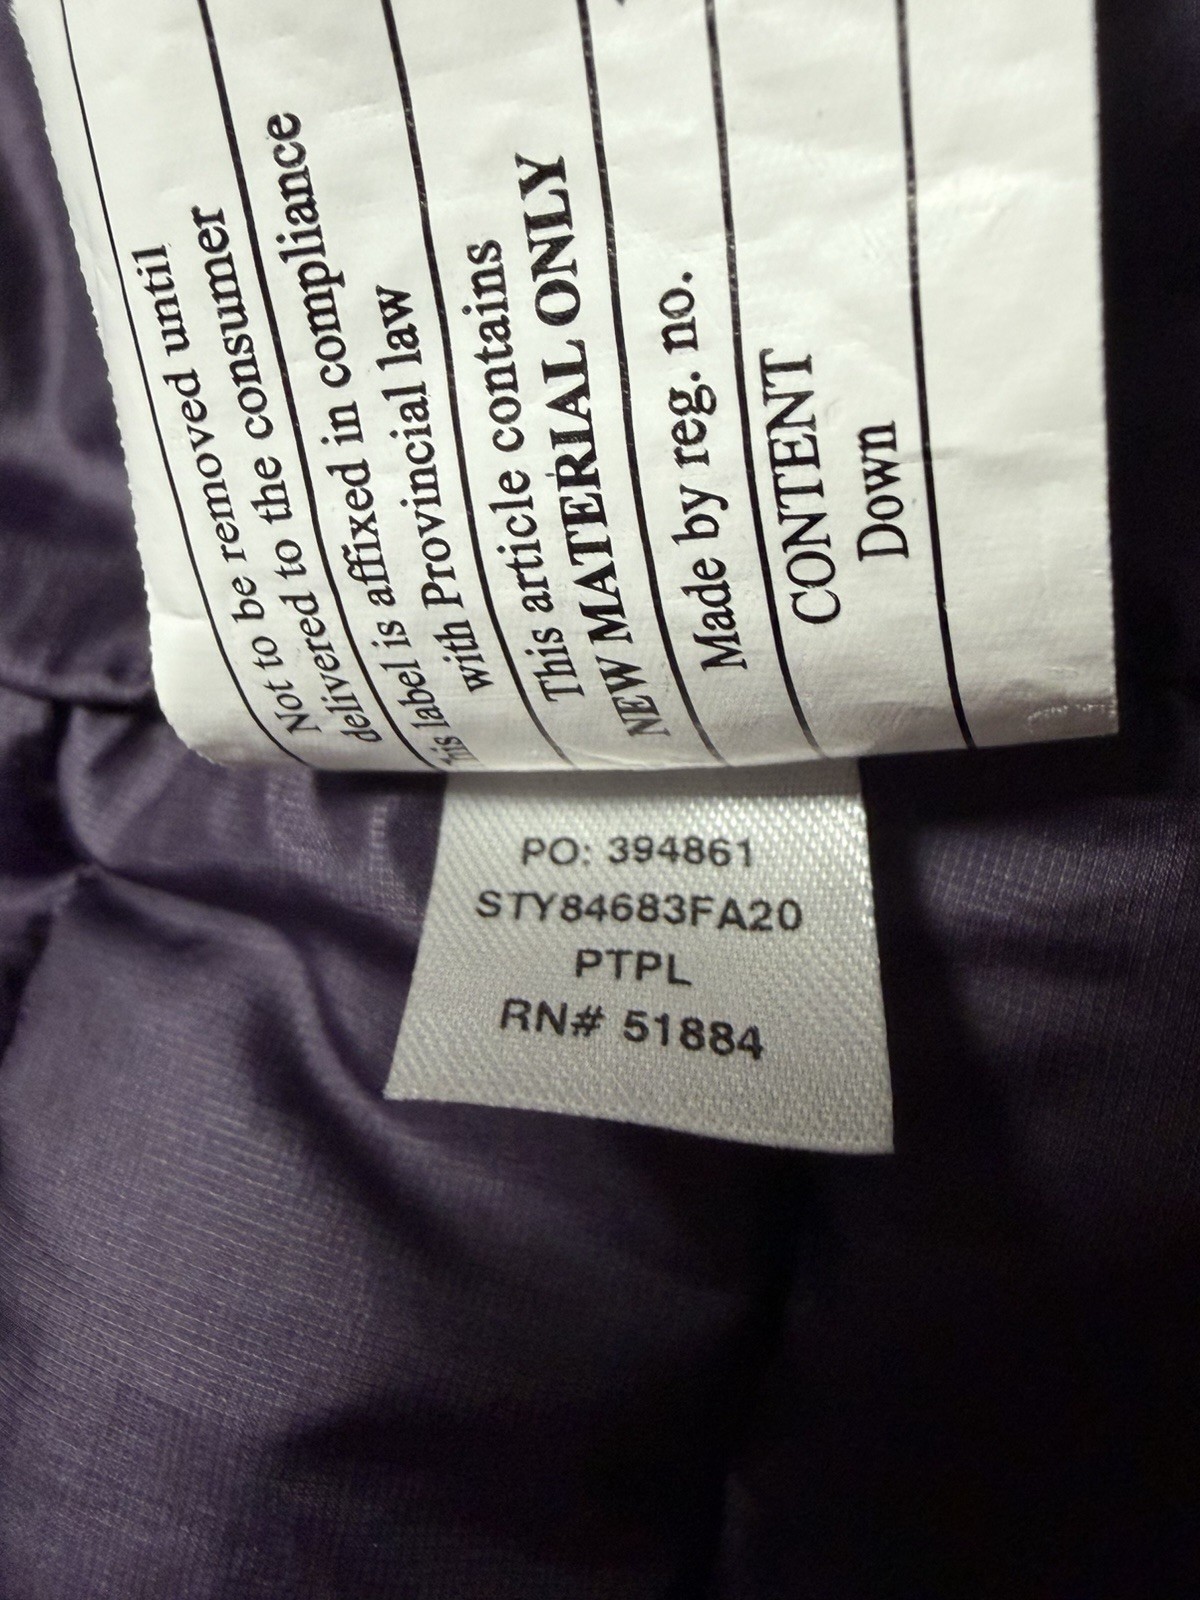 Not to be removed until
delivered to the consumer
This label is affixed in compliance
with Provincial law
This article contains
NEW MATERIAL ONLY
Made by reg. no.
CONTENT
Down
PO: 394861
STY84683FA20
PTPL
RN# 51884